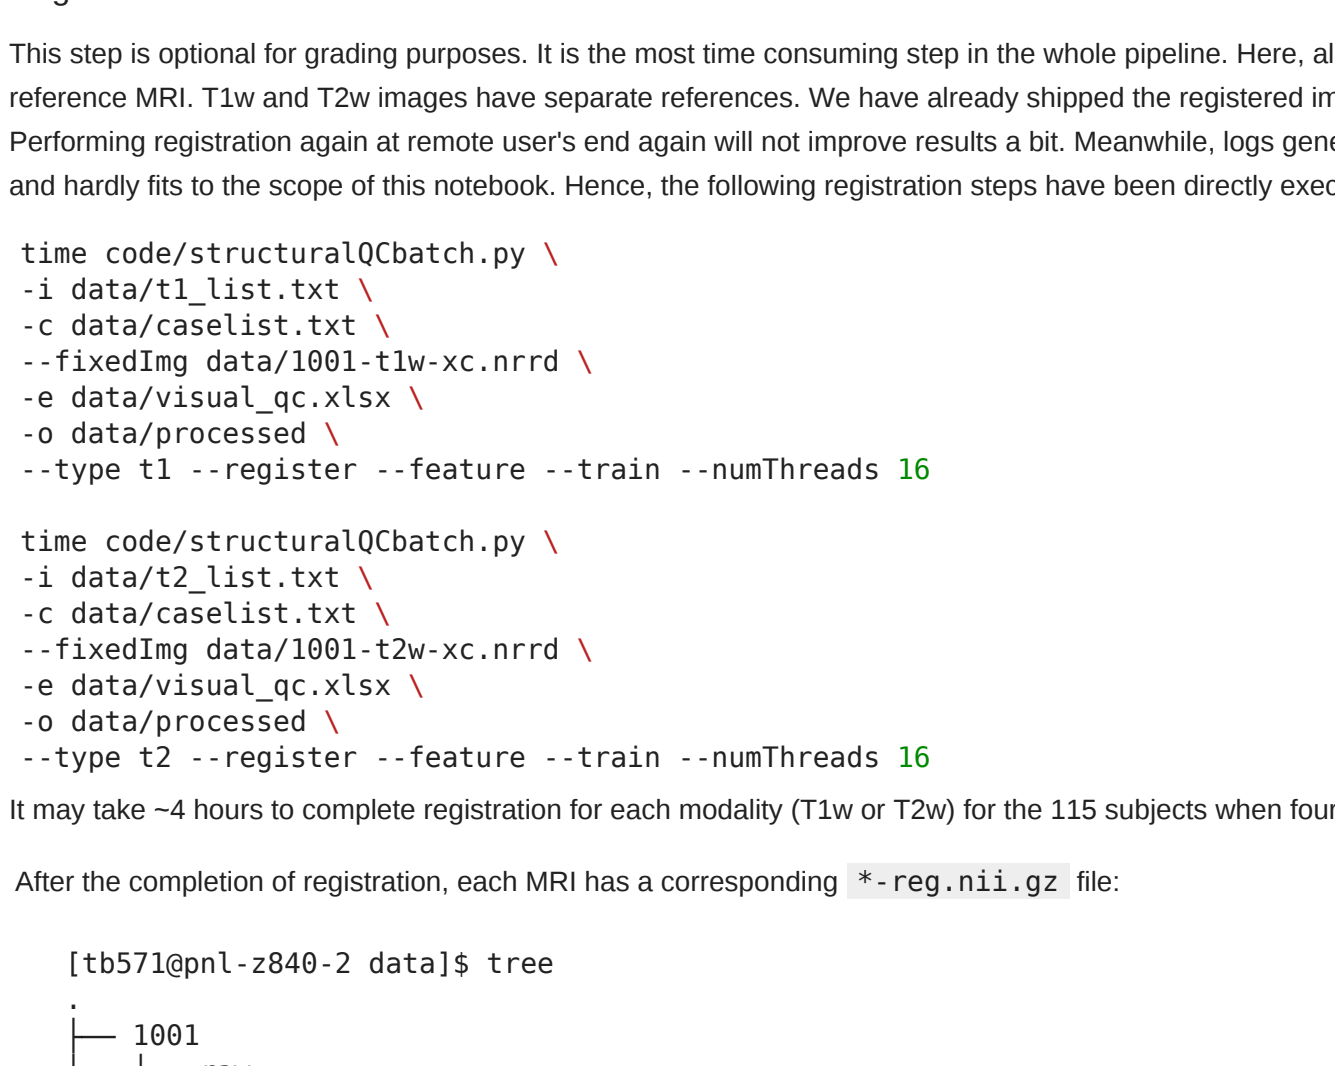 This step is optional for grading purposes. It is the most time consuming step in the whole pipeline. Here, al
reference MRI. T1w and T2w images have separate references. We have already shipped the registered im
Performing registration again at remote user's end again will not improve results a bit. Meanwhile, logs gene
and hardly fits to the scope of this notebook. Hence, the following registration steps have been directly exec
time code/structuralQCbatch.py \
-i data/t1_list.txt \
-c data/caselist.txt \
--fixedImg data/1001-t1w-xc.nrrd \
-e data/visual_qc.xlsx \
-o data/processed \
--type t1 --register --feature --train --numThreads 16
time code/structuralQCbatch.py \
-i data/t2_list.txt \
-c data/caselist.txt \
--fixedImg data/1001-t2w-xc.nrrd \
-e data/visual_qc.xlsx \
-o data/processed \
--type t2 --register --feature --train --numThreads 16
It may take ~4 hours to complete registration for each modality (T1w or T2w) for the 115 subjects when four
After the completion of registration, each MRI has a corresponding *-reg.nii.gz file:
[tb571@pnl-z840-2 data]$ tree
.
├── 1001